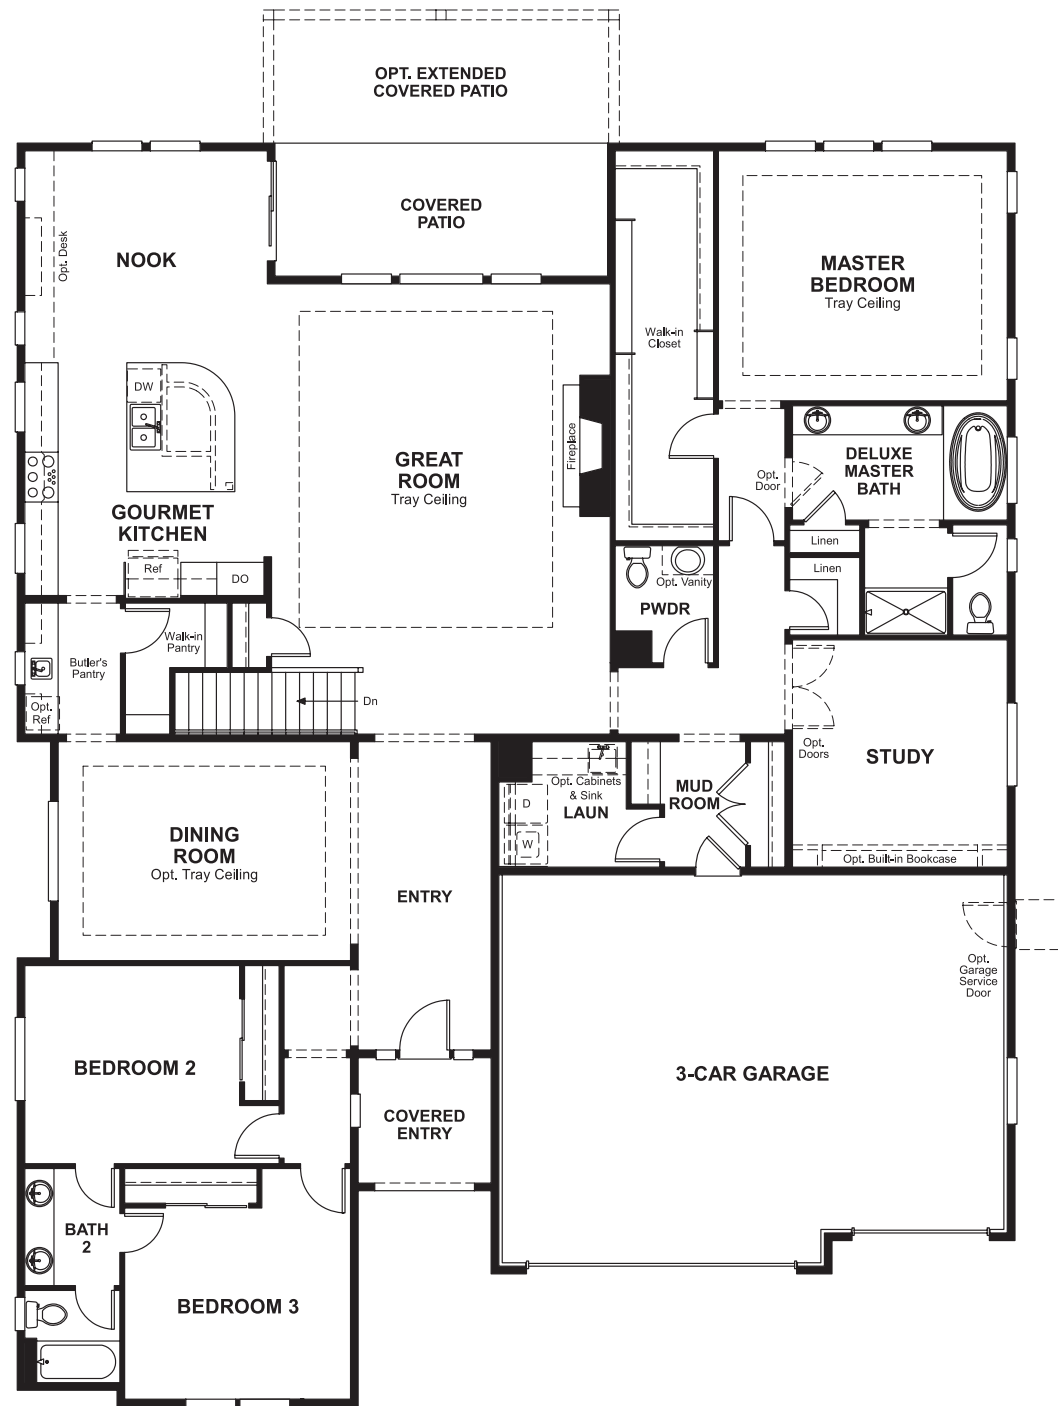 OPT. EXTENDED
COVERED PATIO
COVERED
PATIO
NOOK
Opt. Desk
MASTER
BEDROOM
Tray Ceiling
Walk-in
Closet
DW
GREAT
ROOM
Tray Ceiling
Fireplace
DELUXE
MASTER
BATH
Opt.
Door
GOURMET
KITCHEN
Ref
DO
Linen
Linen
Opt. Vanity
PWDR
Walk-in
Pantry
Butler's
Pantry
Opt.
Ref
Dn
Opt.
Doors
STUDY
Opt. Cabinets
& Sink
LAUN
D
W
MUD
ROOM
DINING
ROOM
Opt. Tray Ceiling
Opt. Built-in Bookcase
ENTRY
Opt.
Garage
Service
Door
BEDROOM 2
3-CAR GARAGE
COVERED
ENTRY
BATH
2
BEDROOM 3